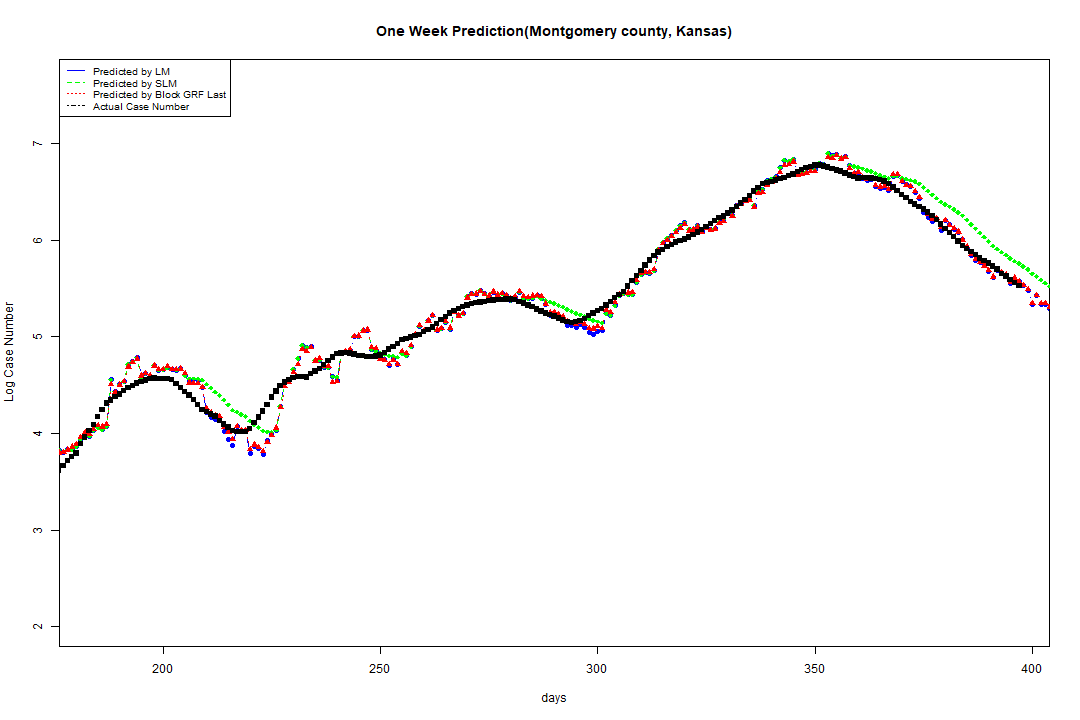 One Week Prediction(Montgomery county, Kansas)
Predicted by LM
Predicted by SLM
Predicted by Block GRF Last
Actual Case Number
7
6
5
4
3
2
Log Case Number
200 250 300 350 400
days